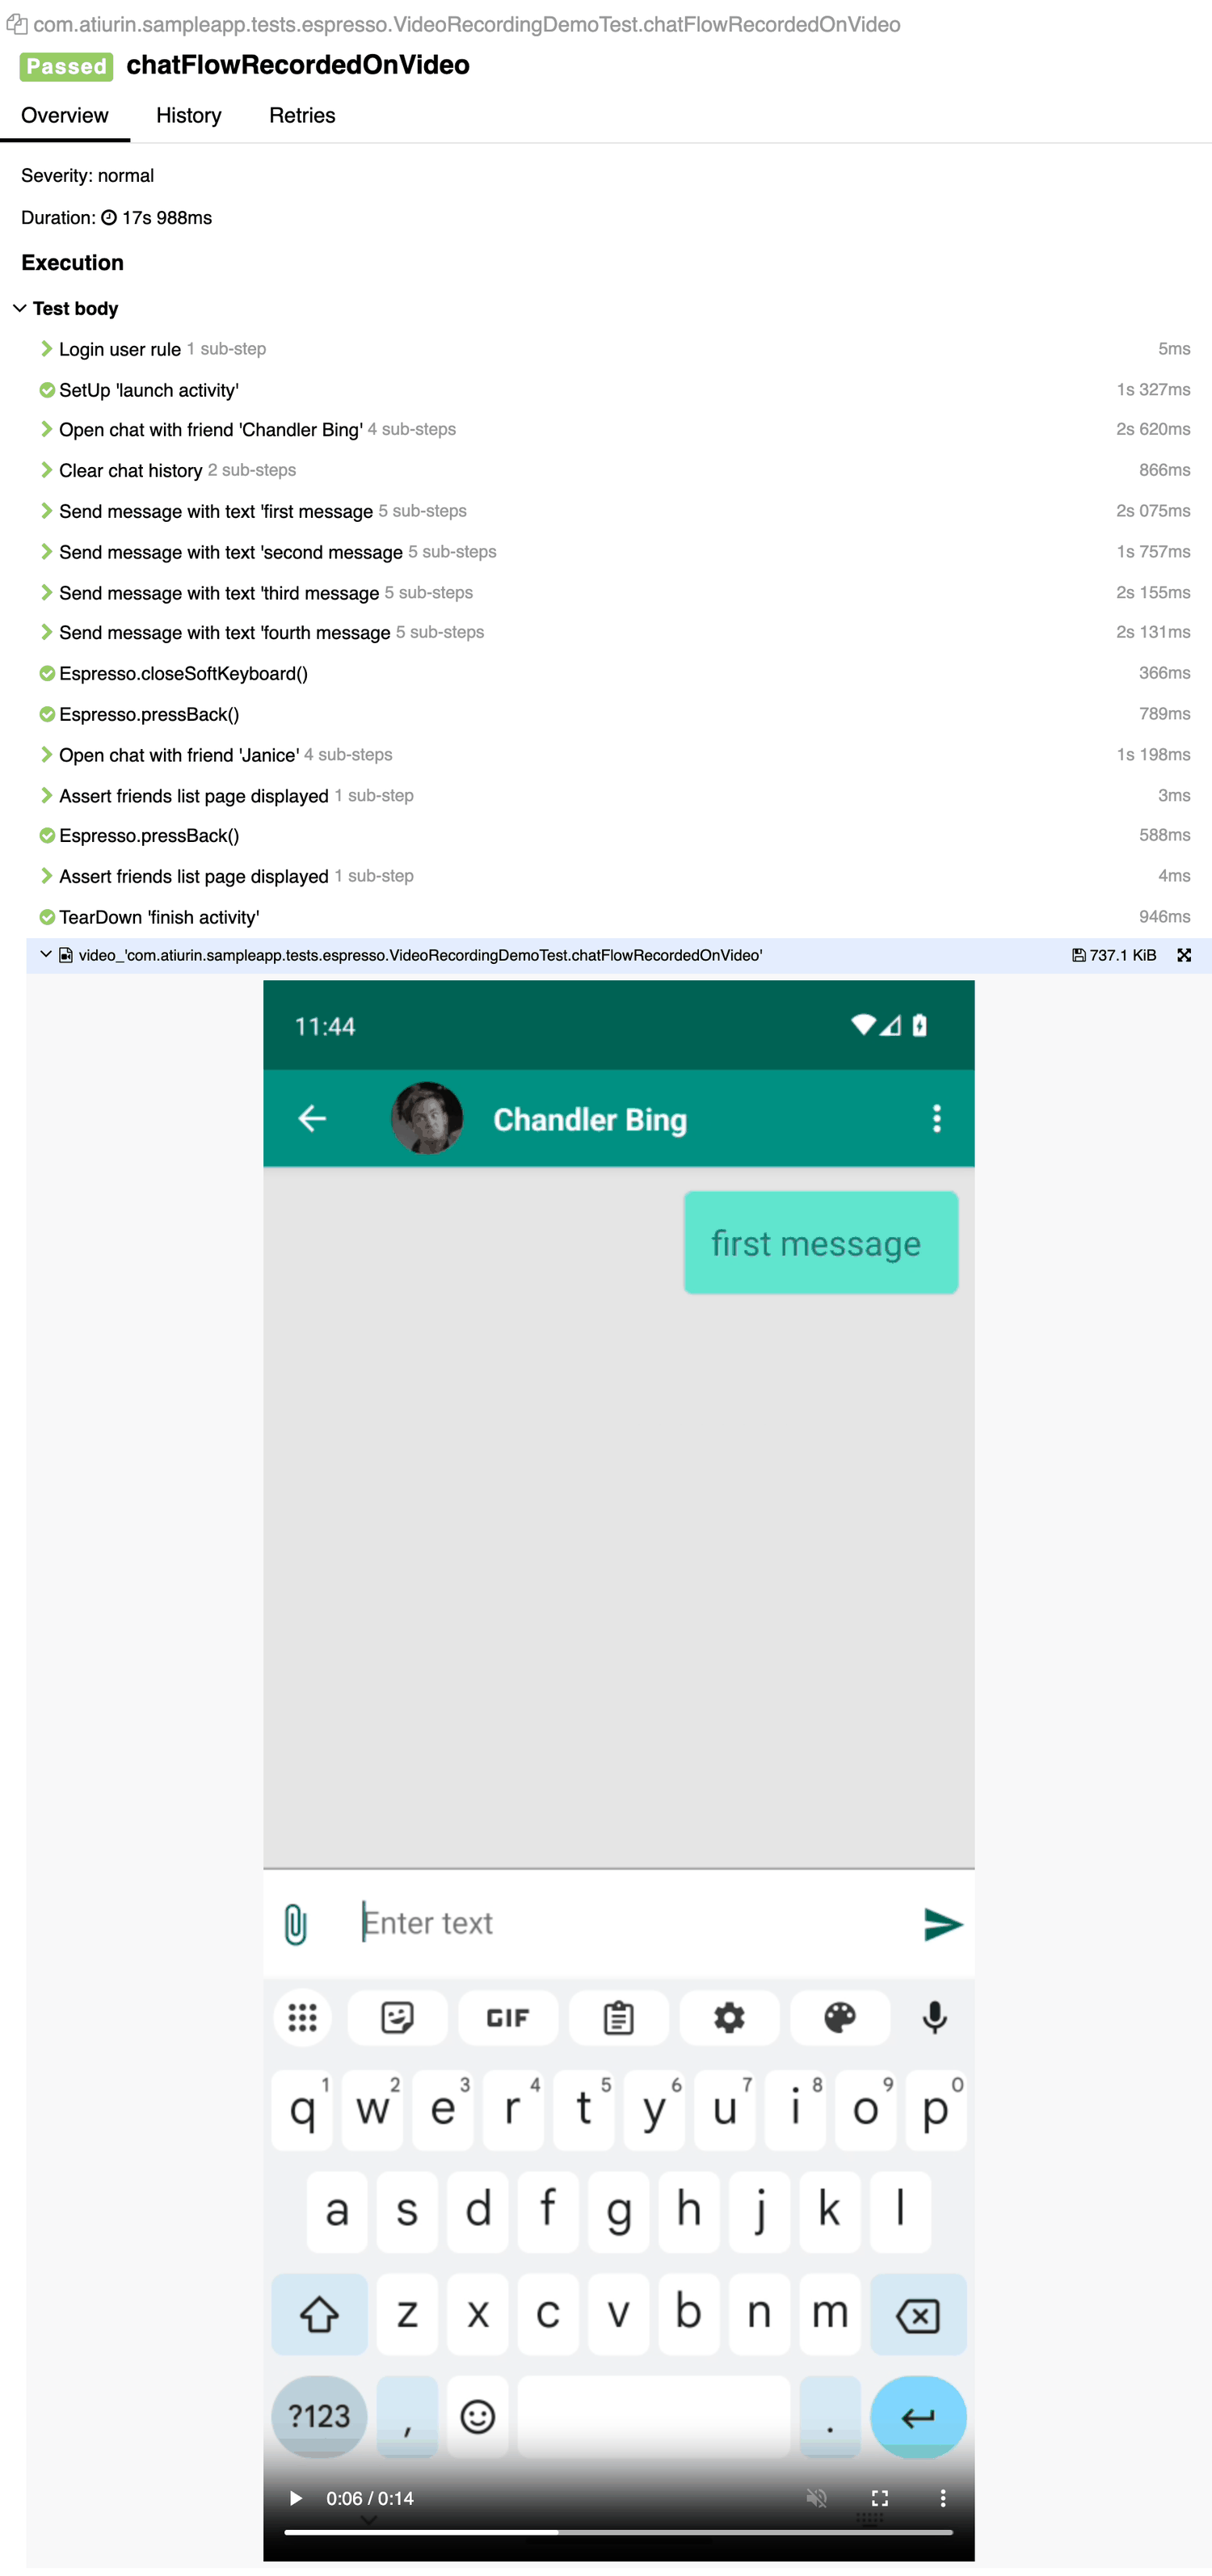 com.atiurin.sampleapp.tests.espresso.VideoRecordingDemoTest.chatFlowRecordedOnVideo
Passed chatFlowRecordedOnVideo
Overview History Retries
Severity: normal
Duration: 17s 988ms
Execution
Test body
Login user rule 1 sub-step 5ms
SetUp 'launch activity' 1s 327ms
Open chat with friend 'Chandler Bing' 4 sub-steps 2s 620ms
Clear chat history 2 sub-steps 866ms
Send message with text 'first message 5 sub-steps 2s 075ms
Send message with text 'second message 5 sub-steps 1s 757ms
Send message with text 'third message 5 sub-steps 2s 155ms
Send message with text 'fourth message 5 sub-steps 2s 131ms
Espresso.closeSoftKeyboard() 366ms
Espresso.pressBack() 789ms
Open chat with friend 'Janice' 4 sub-steps 1s 198ms
Assert friends list page displayed 1 sub-step 3ms
Espresso.pressBack() 588ms
Assert friends list page displayed 1 sub-step 4ms
TearDown 'finish activity' 946ms
video_'com.atiurin.sampleapp.tests.espresso.VideoRecordingDemoTest.chatFlowRecordedOnVideo' 737.1 KiB
11:44
Chandler Bing
first message
Enter text
GIF
q1 w2 e3 r4 t5 y6 u7 i8 o9 p0
a s d f g h j k l
z x c v b n m
?123 , .
0:06 / 0:14